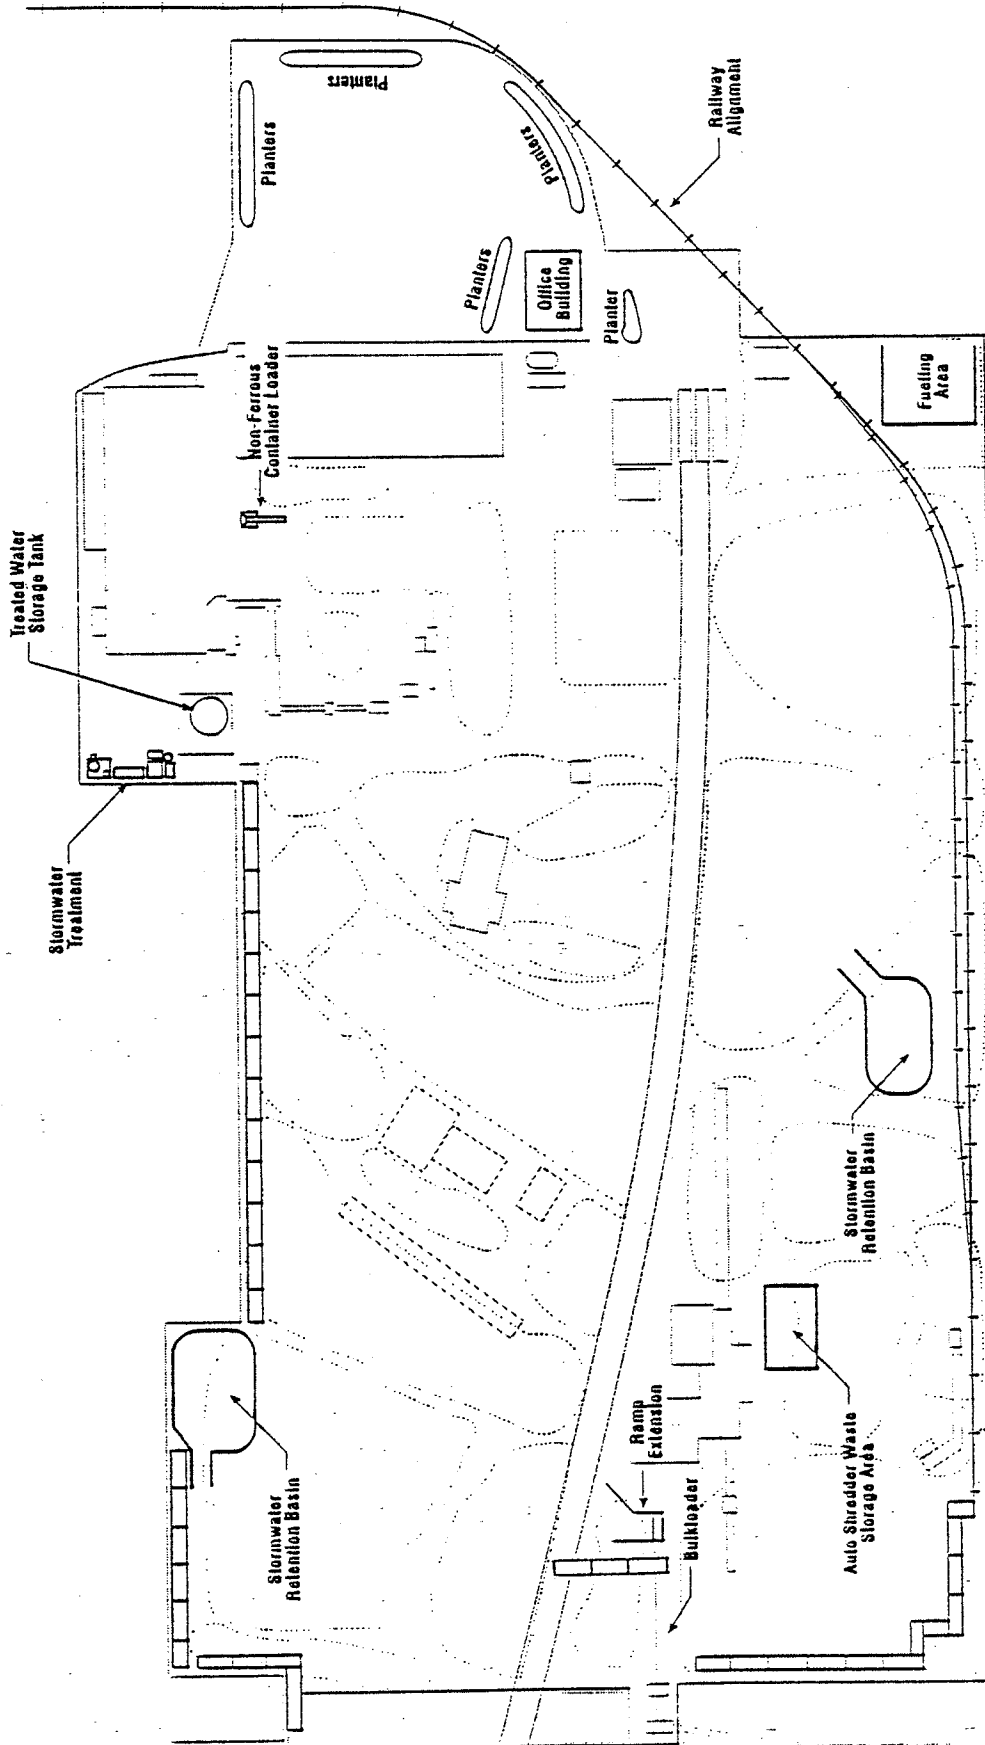 Planters
Planters
Planters
Railway
Alignment
Planters
Office
Building
Planter
Non-Ferrous
Container Loader
Fueling
Area
Treated Water
Storage Tank
Stormwater
Treatment
Stormwater
Retention Basin
Stormwater
Retention Basin
Ramp
Extension
Bulkloader
Auto Shredder Waste
Storage Area